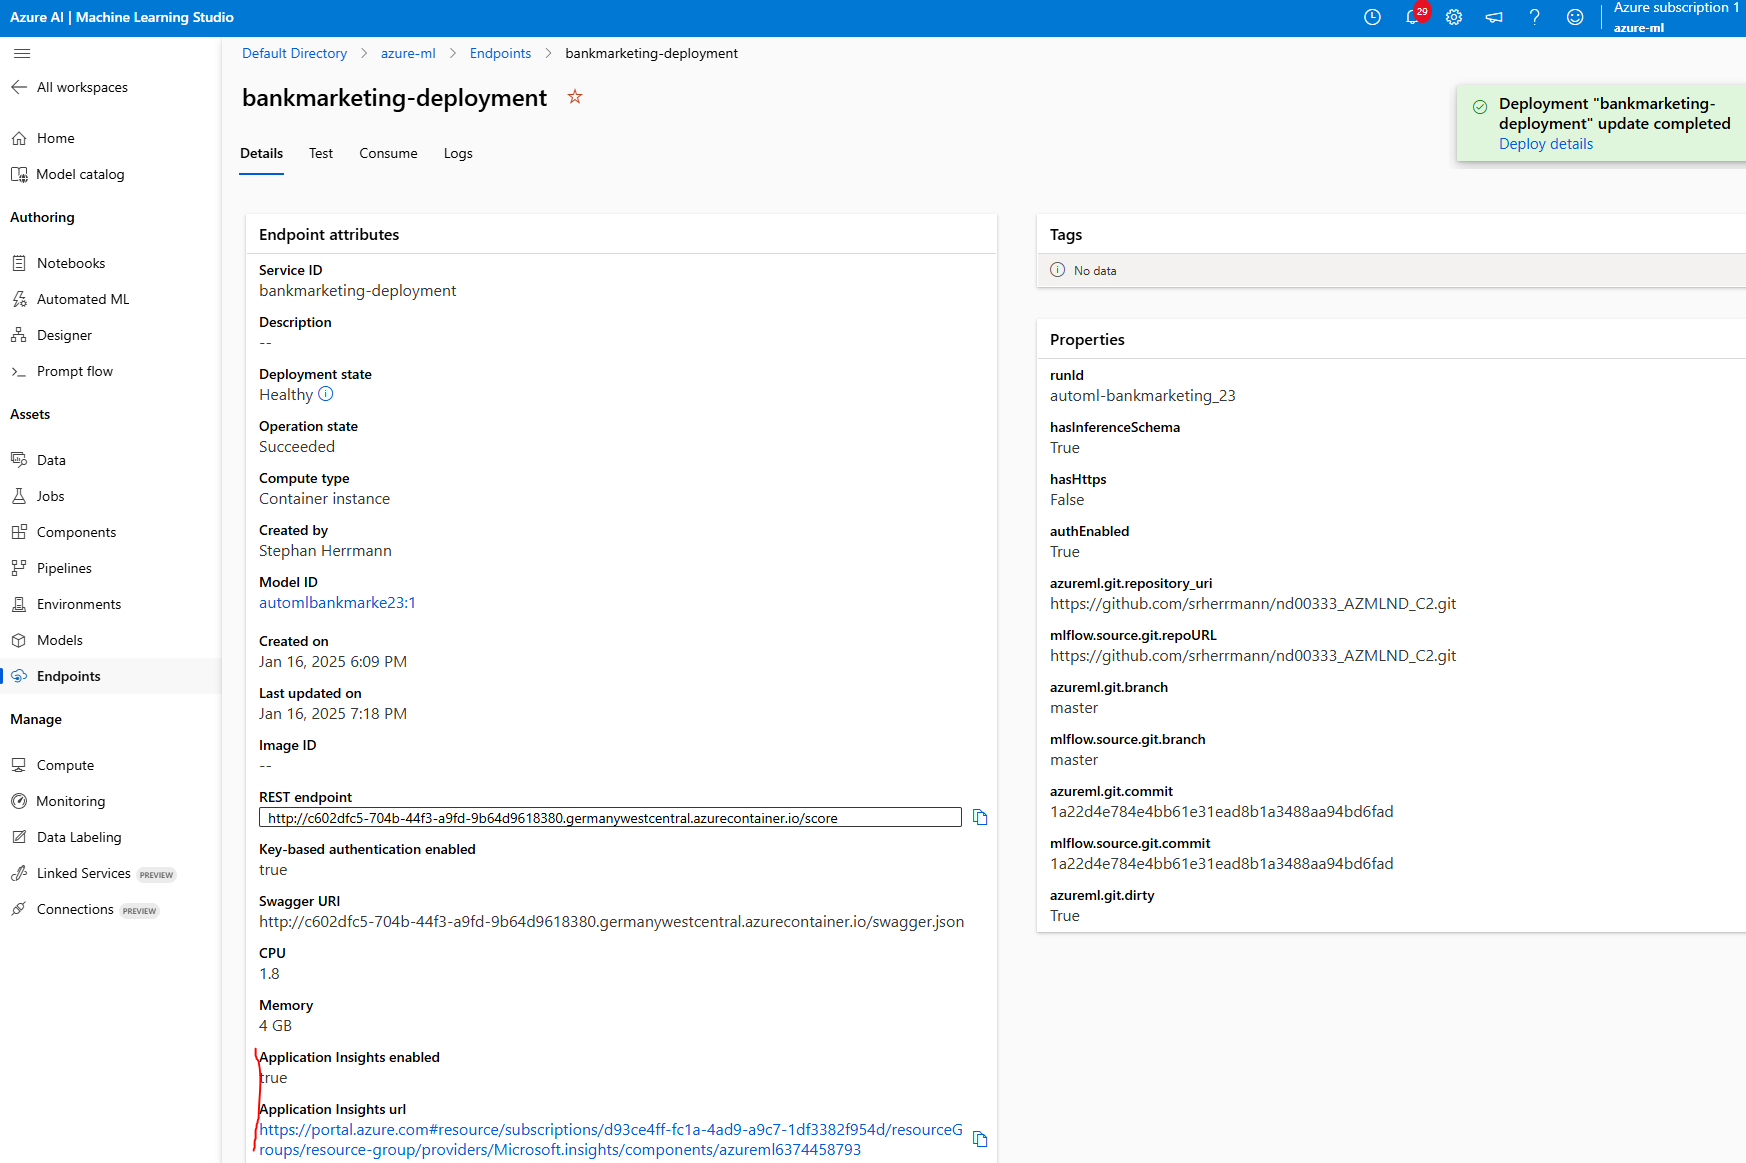 Azure AI | Machine Learning Studio
29
Azure subscription 1
azure-ml
All workspaces
Home
Model catalog
Authoring
Notebooks
Automated ML
Designer
Prompt flow
Assets
Data
Jobs
Components
Pipelines
Environments
Models
Endpoints
Manage
Compute
Monitoring
Data Labeling
Linked Services PREVIEW
Connections PREVIEW
Default Directory > azure-ml > Endpoints > bankmarketing-deployment
bankmarketing-deployment
Deployment "bankmarketing-
deployment" update completed
Deploy details
Details Test Consume Logs
Endpoint attributes
Service ID
bankmarketing-deployment
Description
--
Deployment state
Healthy
Operation state
Succeeded
Compute type
Container instance
Created by
Stephan Herrmann
Model ID
automlbankmarke23:1
Created on
Jan 16, 2025 6:09 PM
Last updated on
Jan 16, 2025 7:18 PM
Image ID
--
REST endpoint
http://c602dfc5-704b-44f3-a9fd-9b64d9618380.germanywestcentral.azurecontainer.io/score
Key-based authentication enabled
true
Swagger URI
http://c602dfc5-704b-44f3-a9fd-9b64d9618380.germanywestcentral.azurecontainer.io/swagger.json
CPU
1.8
Memory
4 GB
Application Insights enabled
true
Application Insights url
https://portal.azure.com#resource/subscriptions/d93ce4ff-fc1a-4ad9-a9c7-1df3382f954d/resourceG
roups/resource-group/providers/Microsoft.insights/components/azureml6374458793
Tags
No data
Properties
runId
automl-bankmarketing_23
hasInferenceSchema
True
hasHttps
False
authEnabled
True
azureml.git.repository_uri
https://github.com/srherrmann/nd00333_AZMLND_C2.git
mlflow.source.git.repoURL
https://github.com/srherrmann/nd00333_AZMLND_C2.git
azureml.git.branch
master
mlflow.source.git.branch
master
azureml.git.commit
1a22d4e784e4bb61e31ead8b1a3488aa94bd6fad
mlflow.source.git.commit
1a22d4e784e4bb61e31ead8b1a3488aa94bd6fad
azureml.git.dirty
True